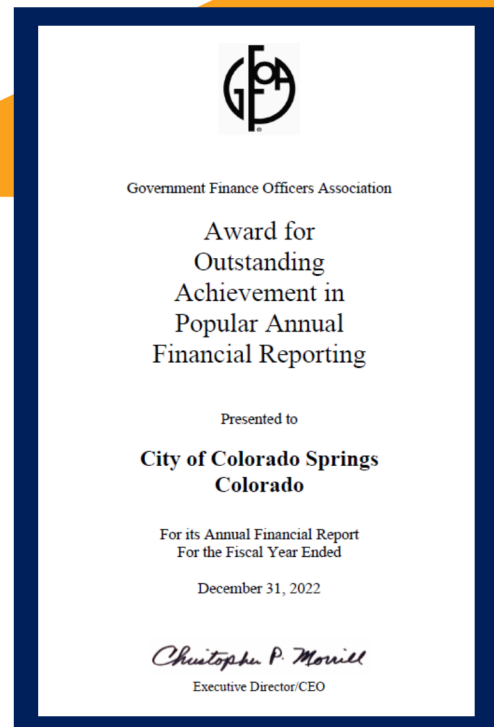 GFOA
Government Finance Officers Association
Award for
Outstanding
Achievement in
Popular Annual
Financial Reporting
Presented to
City of Colorado Springs
Colorado
For its Annual Financial Report
For the Fiscal Year Ended
December 31, 2022
Christopher P. Morrill
Executive Director/CEO